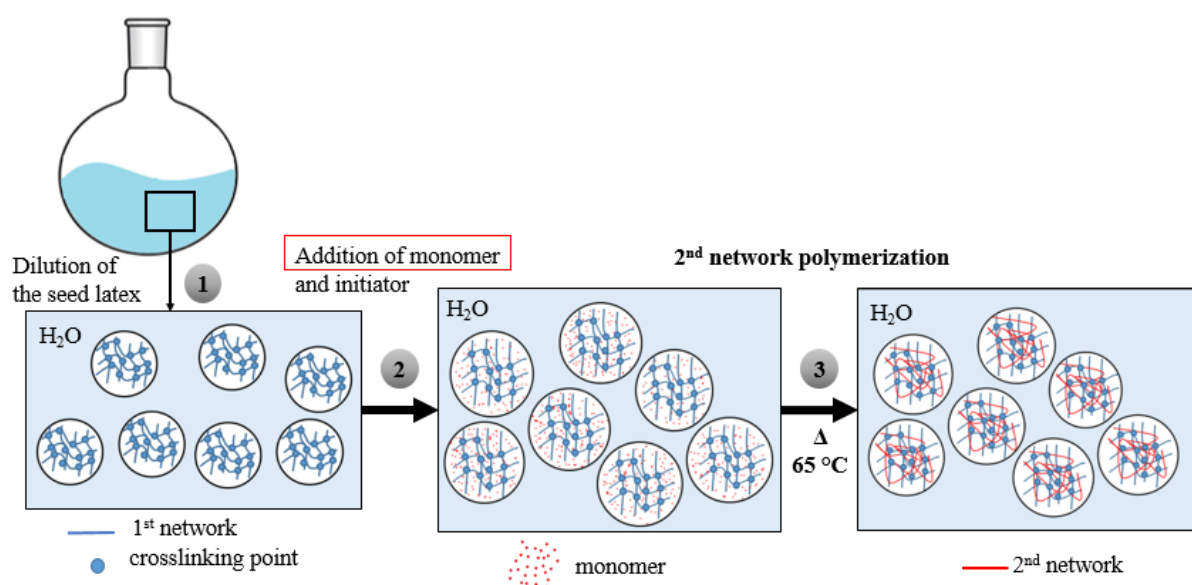 Dilution of
the seed latex
1
Addition of monomer
and initiator
2nd network polymerization
H2O
2
H2O
3
Δ
65 °C
H2O
1st network
crosslinking point
monomer
2nd network